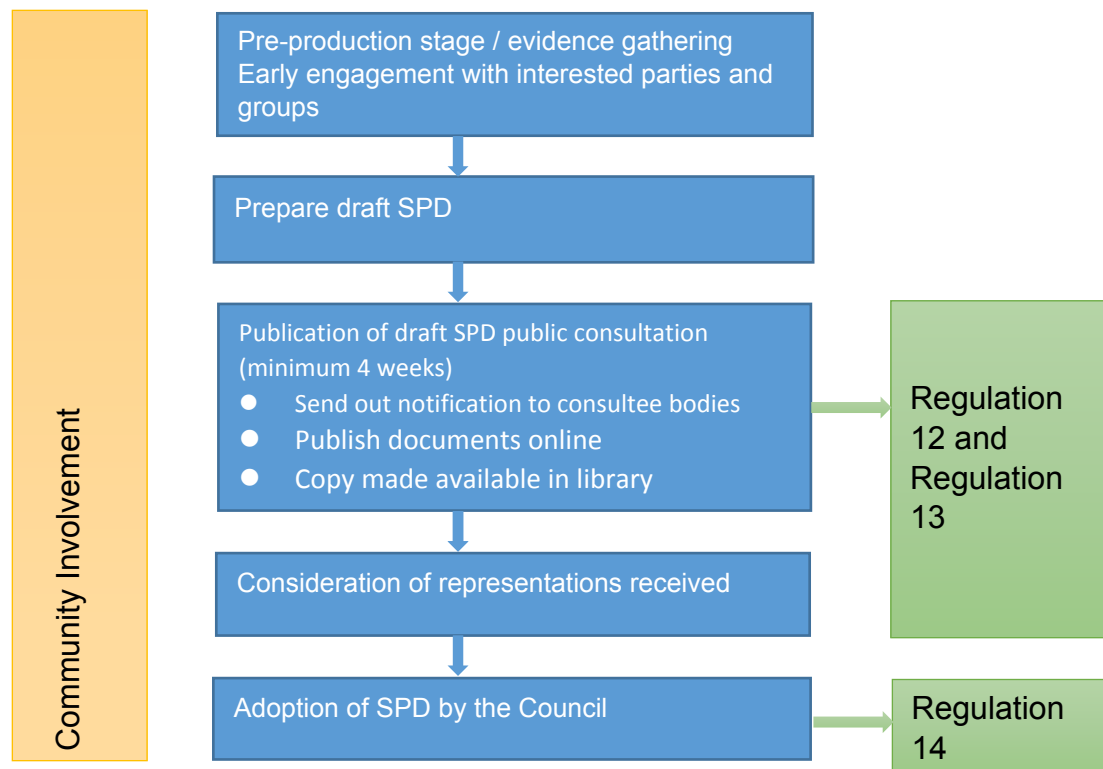 Community Involvement
Pre-production stage / evidence gathering
Early engagement with interested parties and
groups
Prepare draft SPD
Publication of draft SPD public consultation
(minimum 4 weeks)
● Send out notification to consultee bodies
● Publish documents online
● Copy made available in library
Regulation
12 and
Regulation
13
Consideration of representations received
Adoption of SPD by the Council
Regulation
14